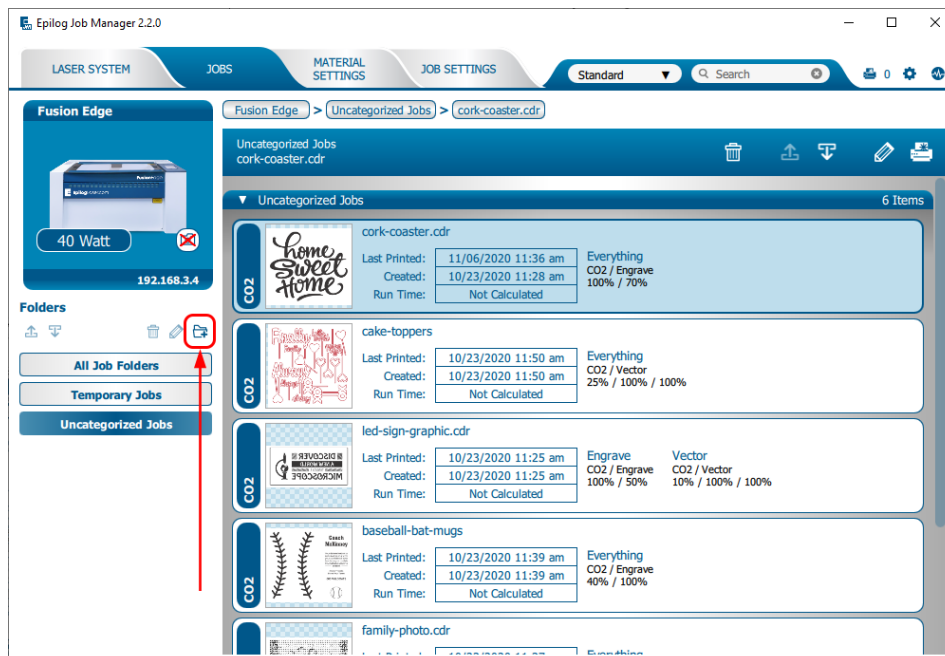 Epilog Job Manager 2.2.0
LASER SYSTEM
JOBS
MATERIAL
SETTINGS
JOB SETTINGS
Standard
Search
0
Fusion Edge
40 Watt
192.168.3.4
Folders
All Job Folders
Temporary Jobs
Uncategorized Jobs
Fusion Edge > Uncategorized Jobs > cork-coaster.cdr
Uncategorized Jobs
cork-coaster.cdr
Uncategorized Jobs 6 Items
CO2
home
Sweet
Home
cork-coaster.cdr
Last Printed: 11/06/2020 11:36 am
Created: 10/23/2020 11:28 am
Run Time: Not Calculated
Everything
CO2 / Engrave
100% / 70%
CO2
cake-toppers
Last Printed: 10/23/2020 11:50 am
Created: 10/23/2020 11:50 am
Run Time: Not Calculated
Everything
CO2 / Vector
25% / 100% / 100%
CO2
DISCOVER
A NEW WORLD
MICROSCOPE
led-sign-graphic.cdr
Last Printed: 10/23/2020 11:25 am
Created: 10/23/2020 11:25 am
Run Time: Not Calculated
Engrave
CO2 / Engrave
100% / 50%
Vector
CO2 / Vector
10% / 100% / 100%
CO2
Coach
McKinney
baseball-bat-mugs
Last Printed: 10/23/2020 11:39 am
Created: 10/23/2020 11:39 am
Run Time: Not Calculated
Everything
CO2 / Engrave
40% / 100%
family-photo.cdr
Everything